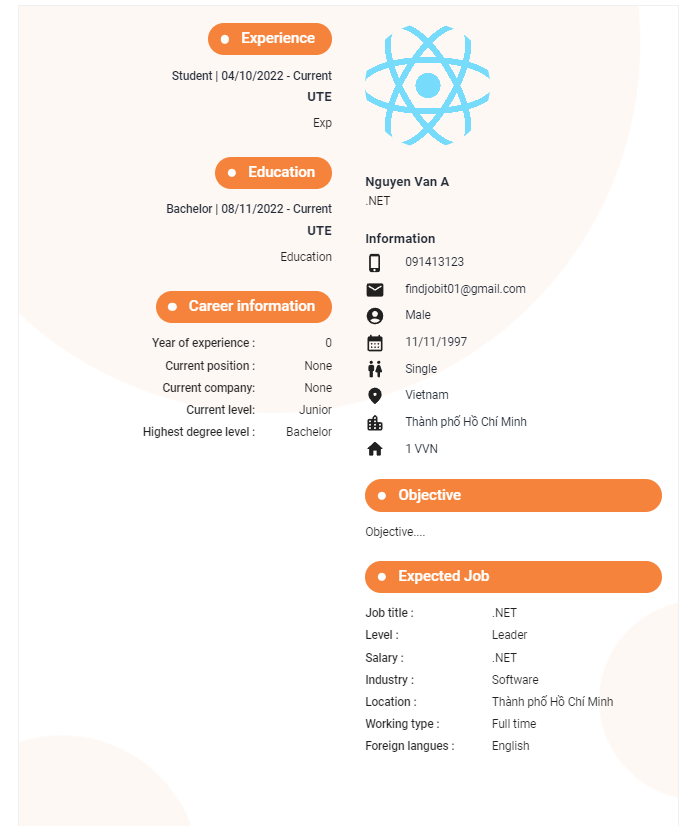 Experience
Student | 04/10/2022 - Current
UTE
Exp
Education
Bachelor | 08/11/2022 - Current
UTE
Education
Career information
Year of experience : 0
Current position : None
Current company: None
Current level: Junior
Highest degree level : Bachelor
Nguyen Van A
.NET
Information
091413123
findjobit01@gmail.com
Male
11/11/1997
Single
Vietnam
Thành phố Hồ Chí Minh
1 VVN
Objective
Objective....
Expected Job
Job title : .NET
Level : Leader
Salary : .NET
Industry : Software
Location : Thành phố Hồ Chí Minh
Working type : Full time
Foreign langues : English